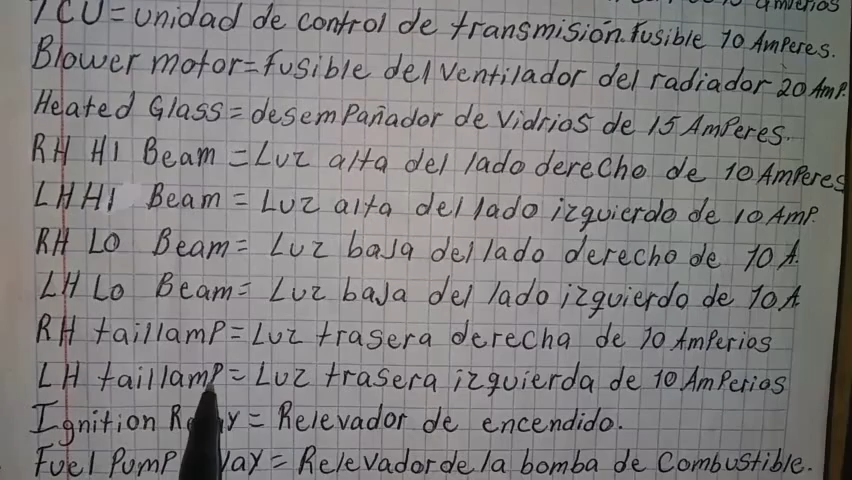 amperios
TCU = unidad de control de transmisión. fusible 10 Amperes.
Blower motor = fusible del ventilador del radiador 20 Amp.
Heated Glass = desempañador de vidrios de 15 Amperes.
RH HI Beam = Luz alta del lado derecho de 10 Amperes
LH HI Beam = Luz alta del lado izquierdo de 10 Amp.
RH LO Beam = Luz baja del lado derecho de 10 A.
LH Lo Beam = Luz baja del lado izquierdo de 10 A
RH taillamp = Luz trasera derecha de 10 Amperios
LH taillamp = Luz trasera izquierda de 10 Amperios
Ignition = Relevador de encendido.
Fuel Pump = Relevador de la bomba de Combustible.